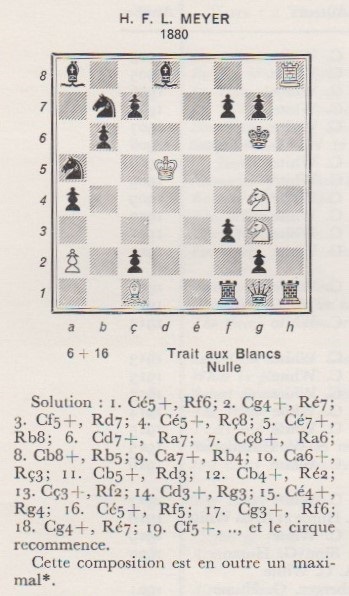 H. F. L. MEYER
1880
8
7
6
5
4
3
2
1
a b ç d é f g h
6 + 16 Trait aux Blancs
Nulle
Solution : 1. Cé5+, Rf6; 2. Cg4+, Ré7;
3. Cf5+, Rd7; 4. Cé5+, Rç8; 5. Cé7+,
Rb8; 6. Cd7+, Ra7; 7. Cç8+, Ra6;
8. Cb8+, Rb5; 9. Ca7+, Rb4; 10. Ca6+,
Rç3; 11. Cb5+, Rd3; 12. Cb4+, Ré2;
13. Cç3+, Rf2; 14. Cd3+, Rg3; 15. Cé4+,
Rg4; 16. Cé5+, Rf5; 17. Cg3+, Rf6;
18. Cg4+, Ré7; 19. Cf5+, .., et le cirque
recommence.
Cette composition est en outre un maxi-
mal*.